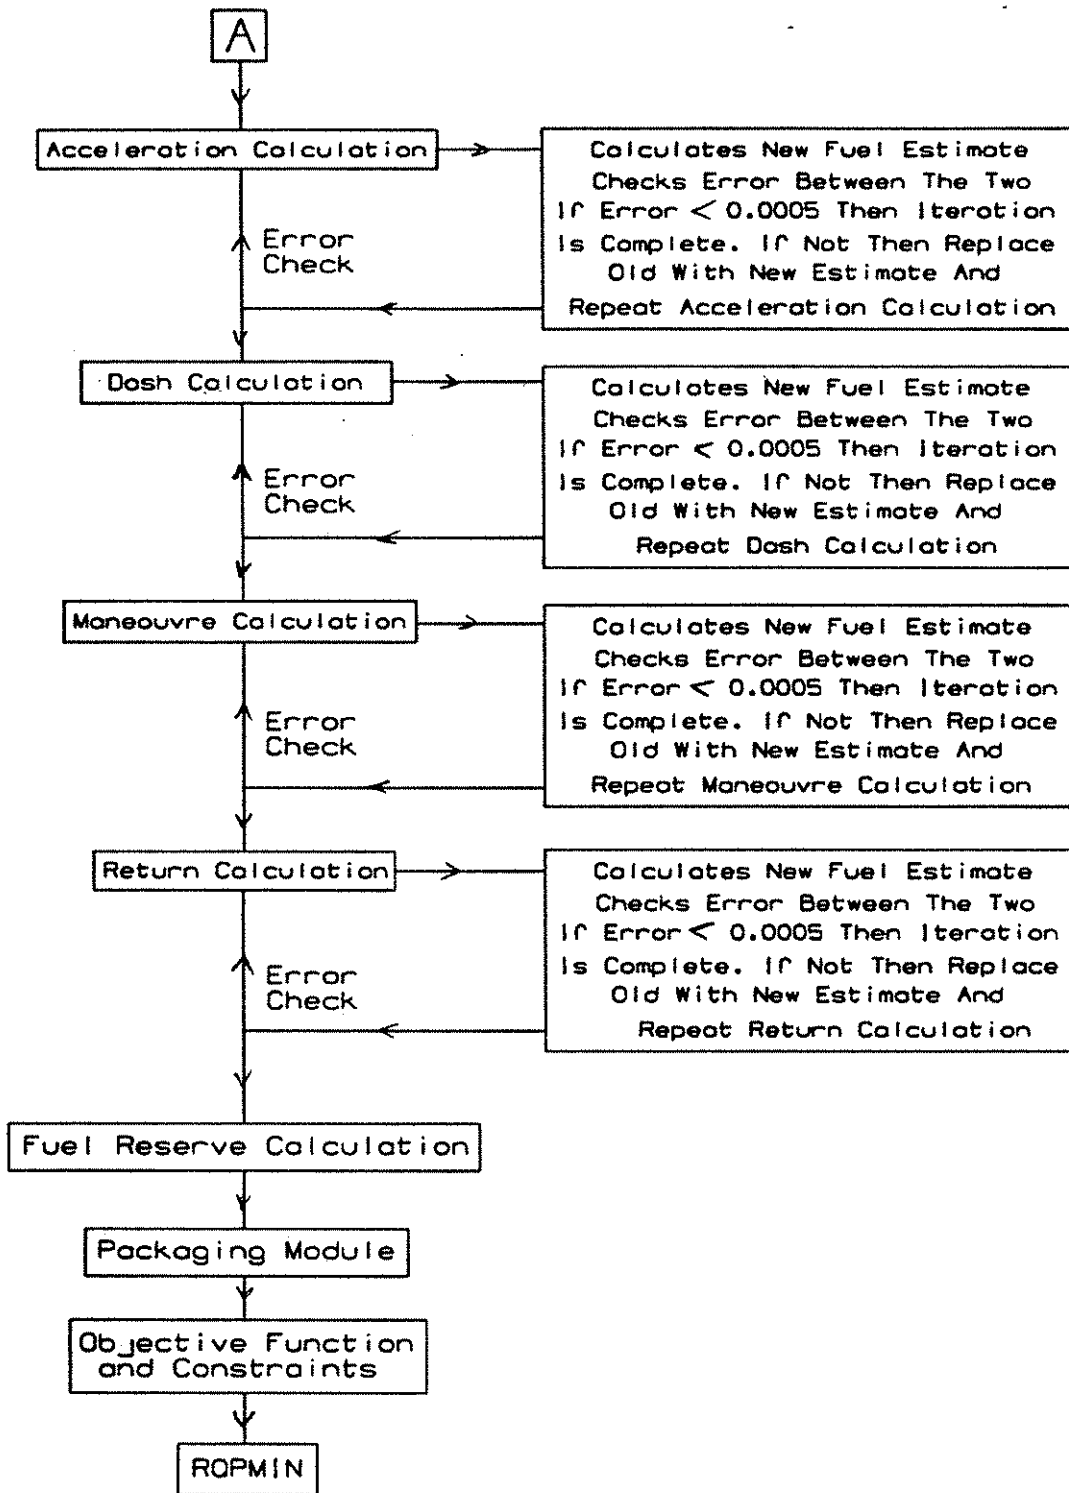 A
Acceleration Calculation
Calculates New Fuel Estimate
Checks Error Between The Two
If Error < 0.0005 Then Iteration
Is Complete. If Not Then Replace
Old With New Estimate And
Repeat Acceleration Calculation
Error
Check
Dash Calculation
Calculates New Fuel Estimate
Checks Error Between The Two
If Error < 0.0005 Then Iteration
Is Complete. If Not Then Replace
Old With New Estimate And
Repeat Dash Calculation
Error
Check
Maneouvre Calculation
Calculates New Fuel Estimate
Checks Error Between The Two
If Error < 0.0005 Then Iteration
Is Complete. If Not Then Replace
Old With New Estimate And
Repeat Maneouvre Calculation
Error
Check
Return Calculation
Calculates New Fuel Estimate
Checks Error Between The Two
If Error < 0.0005 Then Iteration
Is Complete. If Not Then Replace
Old With New Estimate And
Repeat Return Calculation
Error
Check
Fuel Reserve Calculation
Packaging Module
Objective Function
and Constraints
RQPMIN